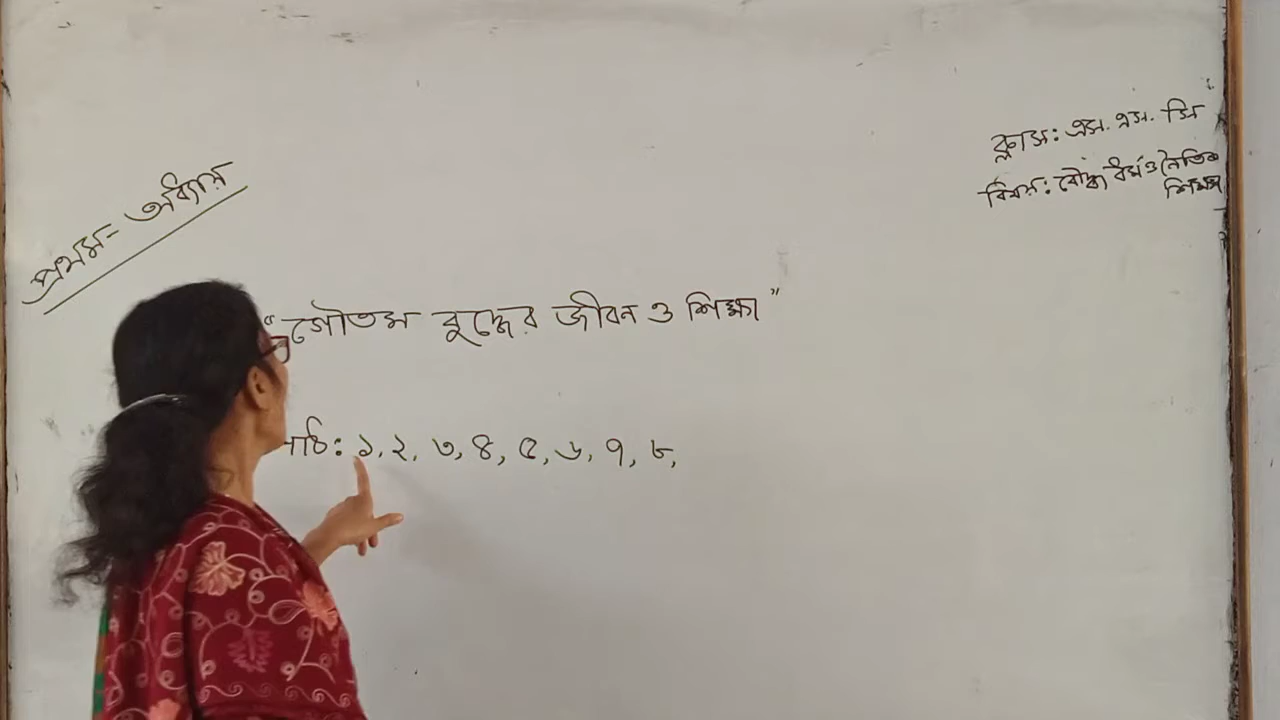 ক্লাস: এস. এস. সি
বিষয়: বৌদ্ধ ধর্ম ও নৈতিক
শিক্ষা
প্রথম- অধ্যায়
"গৌতম বুদ্ধের জীবন ও শিক্ষা"
পাঠ: ১, ২, ৩, ৪, ৫, ৬, ৭, ৮,